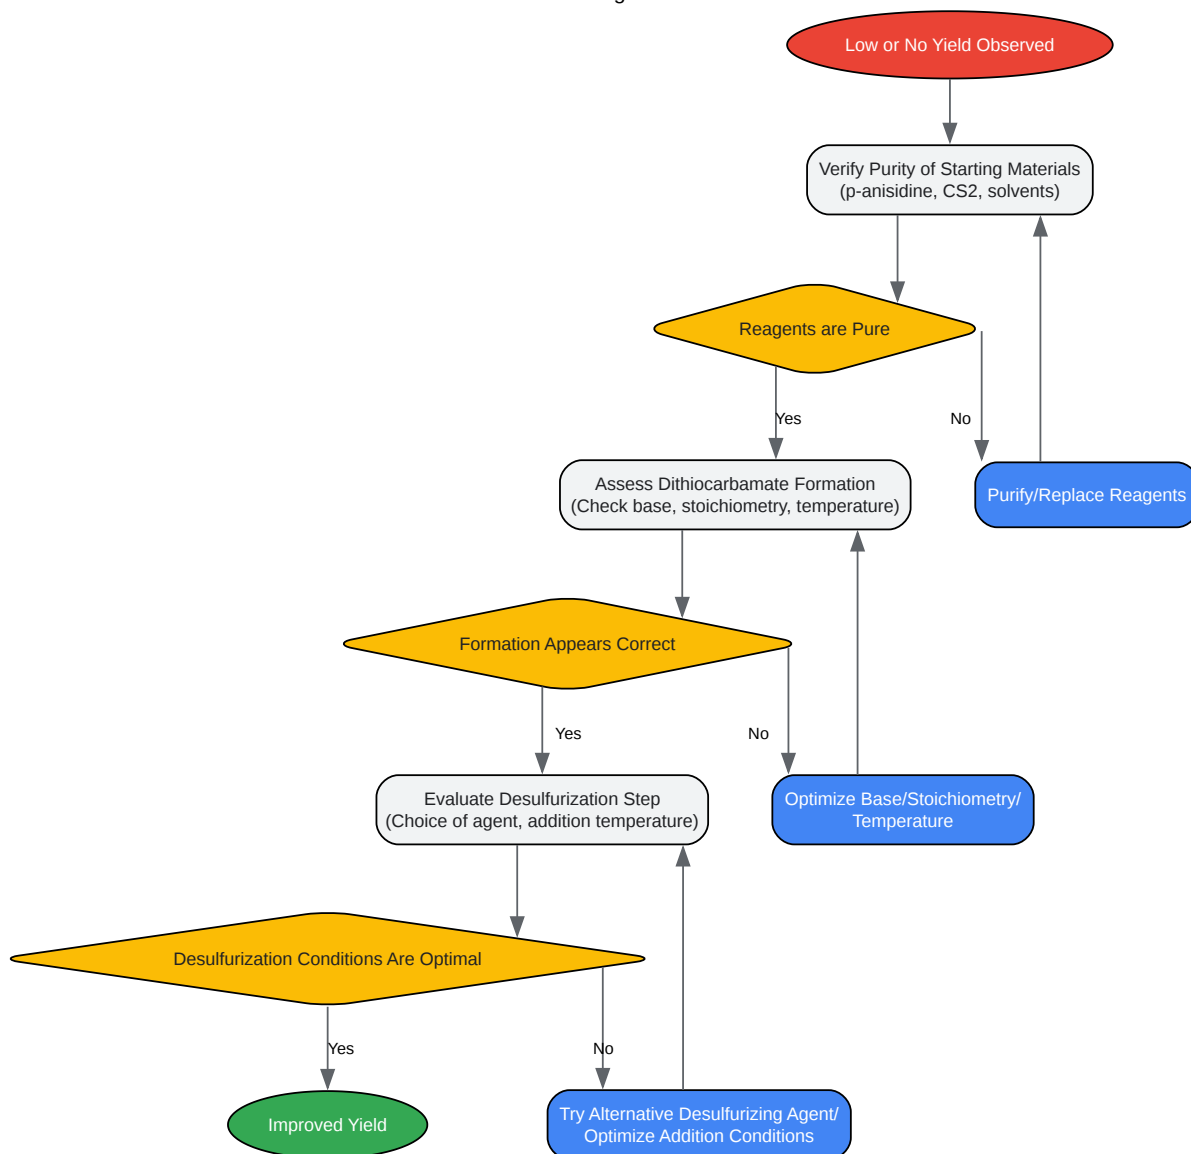 Low or No Yield Observed
Verify Purity of Starting Materials
(p-anisidine, CS2, solvents)
Reagents are Pure
Yes
No
Assess Dithiocarbamate Formation
(Check base, stoichiometry, temperature)
Purify/Replace Reagents
Formation Appears Correct
Yes
No
Evaluate Desulfurization Step
(Choice of agent, addition temperature)
Optimize Base/Stoichiometry/
Temperature
Desulfurization Conditions Are Optimal
Yes
No
Improved Yield
Try Alternative Desulfurizing Agent/
Optimize Addition Conditions